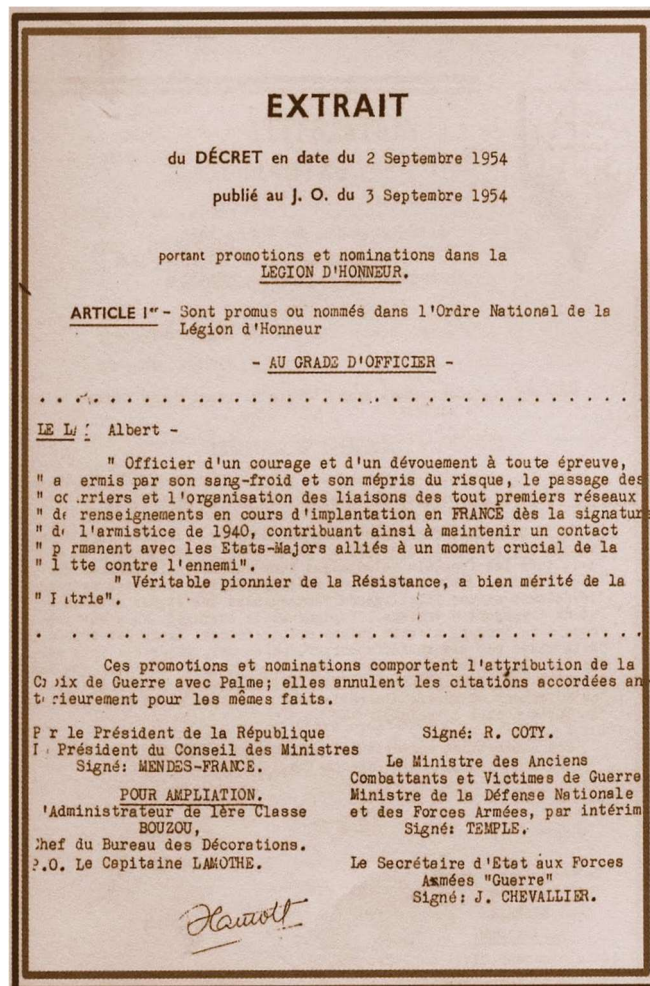 EXTRAIT
du DÉCRET en date du 2 Septembre 1954
publié au J. O. du 3 Septembre 1954
portant promotions et nominations dans la
LEGION D'HONNEUR.
ARTICLE Ier - Sont promus ou nommés dans l'Ordre National de la
Légion d'Honneur
- AU GRADE D'OFFICIER -
Albert -
" Officier d'un courage et d'un dévouement à toute épreuve,
" a ermis par son sang-froid et son mépris du risque, le passage des
" co rriers et l'organisation des liaisons des tout premiers réseaux
" de renseignements en cours d'implantation en FRANCE dès la signatur
" de l'armistice de 1940, contribuant ainsi à maintenir un contact
" p rmanent avec les Etats-Majors alliés à un moment crucial de la
" l tte contre l'ennemi".
" Véritable pionnier de la Résistance, a bien mérité de la
" P trie".
Ces promotions et nominations comportent l'attribution de la
Croix de Guerre avec Palme; elles annulent les citations accordées an
térieurement pour les mêmes faits.
P r le Président de la République
Président du Conseil des Ministres
Signé: MENDES-FRANCE.
POUR AMPLIATION.
'Administrateur de 1ère Classe
BOUZOU,
Chef du Bureau des Décorations.
P.O. Le Capitaine LAMOTHE.
Signé: R. COTY.
Le Ministre des Anciens
Combattants et Victimes de Guerre
Ministre de la Défense Nationale
et des Forces Armées, par intérim
Signé: TEMPLE.
Le Secrétaire d'Etat aux Forces
Armées "Guerre"
Signé: J. CHEVALLIER.